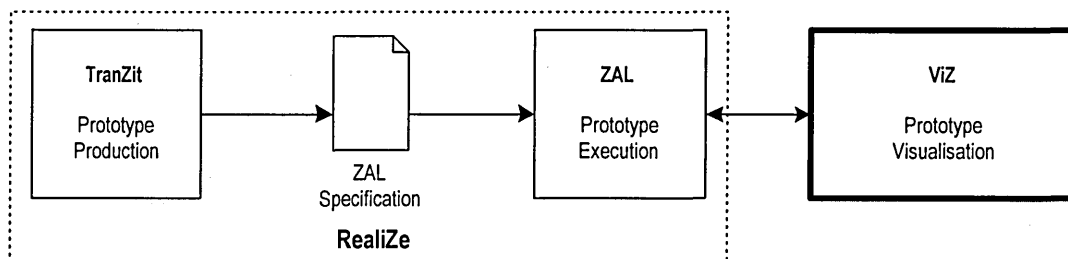 TranZit
Prototype
Production
ZAL
Specification
ZAL
Prototype
Execution
ViZ
Prototype
Visualisation
RealiZe